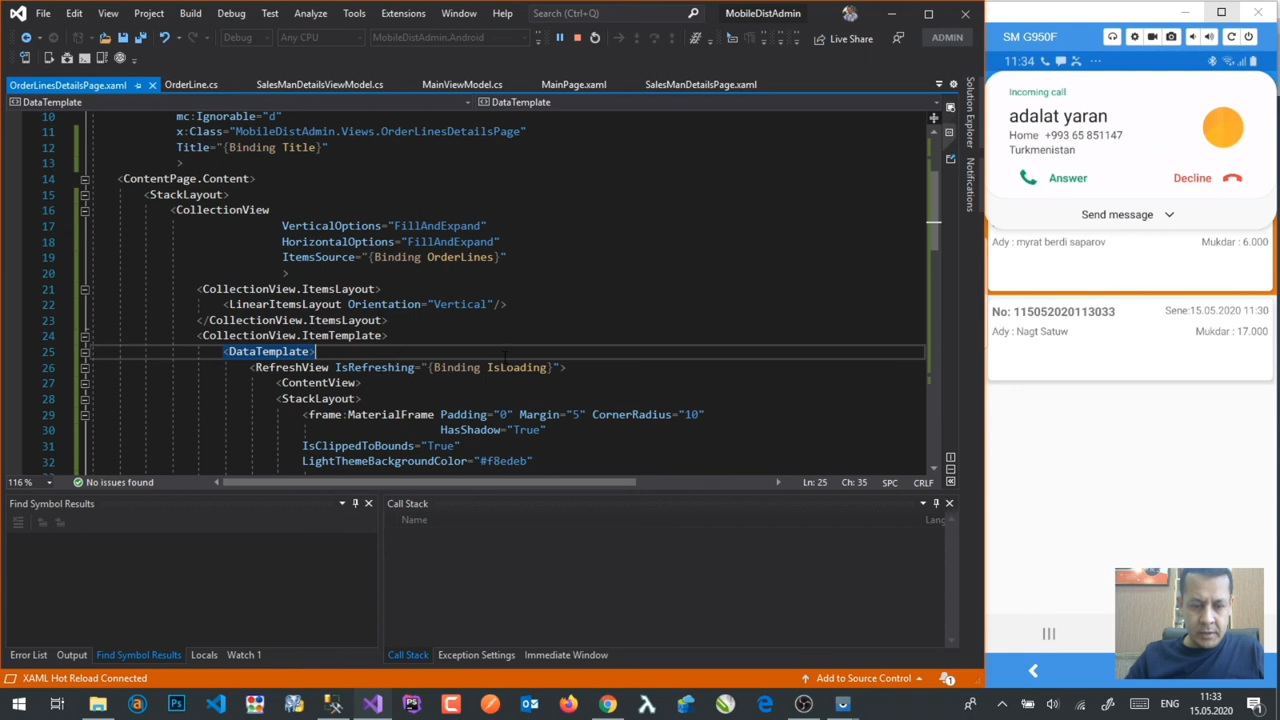 File Edit View Project Build Debug Test Analyze Tools Extensions Window Help Search (Ctrl+Q) MobileDistAdmin
Debug Any CPU MobileDistAdmin.Android Live Share ADMIN
OrderLinesDetailsPage.xaml OrderLine.cs SalesManDetailsViewModel.cs MainViewModel.cs MainPage.xaml SalesManDetailsPage.xaml
DataTemplate DataTemplate
10 mc:Ignorable="d"
11 x:Class="MobileDistAdmin.Views.OrderLinesDetailsPage"
12 Title="{Binding Title}"
13 >
14 <ContentPage.Content>
15 <StackLayout>
16 <CollectionView
17 VerticalOptions="FillAndExpand"
18 HorizontalOptions="FillAndExpand"
19 ItemsSource="{Binding OrderLines}"
20 >
21 <CollectionView.ItemsLayout>
22 <LinearItemsLayout Orientation="Vertical"/>
23 </CollectionView.ItemsLayout>
24 <CollectionView.ItemTemplate>
25 <DataTemplate>
26 <RefreshView IsRefreshing="{Binding IsLoading}">
27 <ContentView>
28 <StackLayout>
29 <frame:MaterialFrame Padding="0" Margin="5" CornerRadius="10"
30 HasShadow="True"
31 IsClippedToBounds="True"
32 LightThemeBackgroundColor="#f8edeb"
116 % No issues found Ln: 25 Ch: 35 SPC CRLF
Solution Explorer
Notifications
Find Symbol Results
Call Stack
Name Lang
Error List Output Find Symbol Results Locals Watch 1
Call Stack Exception Settings Immediate Window
XAML Hot Reload Connected Add to Source Control 1
SM G950F
11:34
Incoming call
adalat yaran
Home +993 65 851147
Turkmenistan
Answer Decline
Send message
Ady : myrat berdi saparov Mukdar : 6.000
No: 115052020113033 Sene:15.05.2020 11:30
Ady : Nagt Satuw Mukdar : 17.000
ENG 11:33
15.05.2020